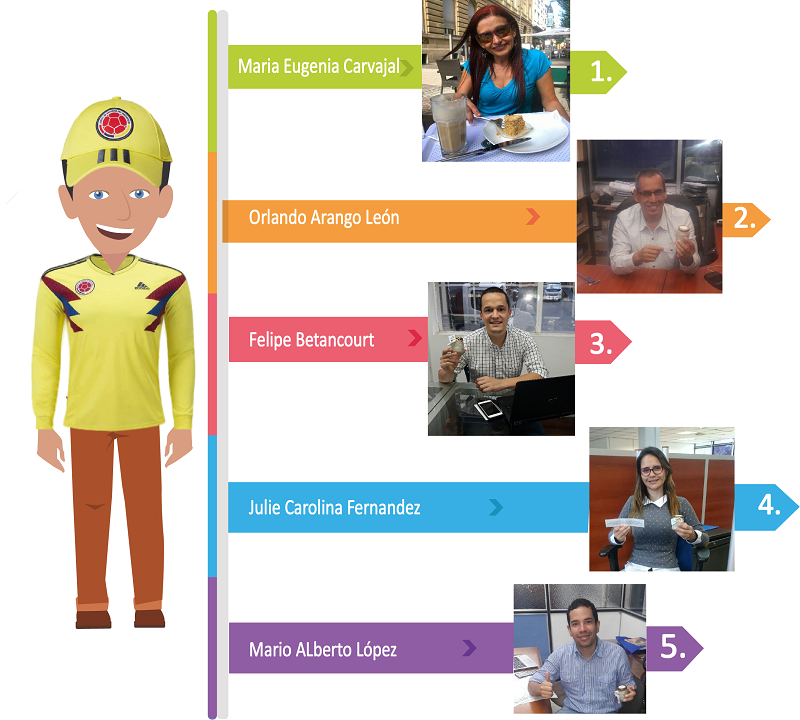 Maria Eugenia Carvajal
1.
Orlando Arango León
2.
Felipe Betancourt
3.
Julie Carolina Fernandez
4.
Mario ALberto López
5.